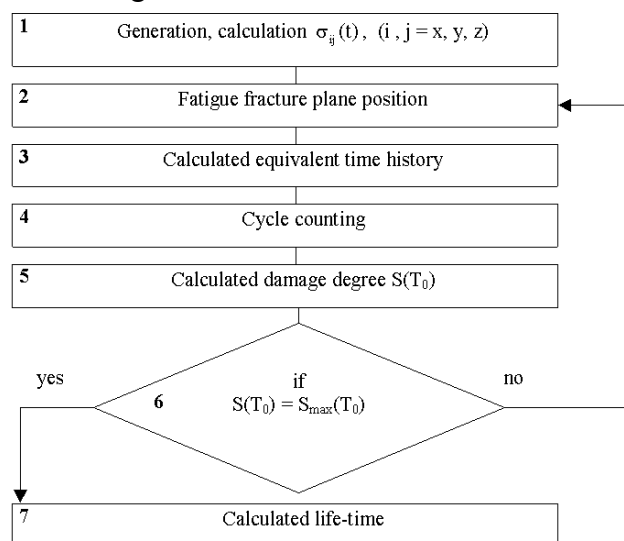 1 Generation, calculation σij(t), (i, j = x, y, z)
2 Fatigue fracture plane position
3 Calculated equivalent time history
4 Cycle counting
5 Calculated damage degree S(T0)
yes
if
no
6 S(T0) = Smax(T0)
7 Calculated life-time